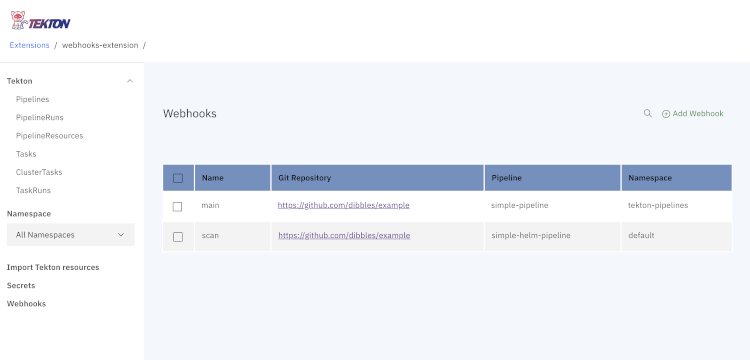 TEKTON
Extensions / webhooks-extension /
Tekton
Pipelines
PipelineRuns
PipelineResources
Tasks
ClusterTasks
TaskRuns
Namespace
All Namespaces
Import Tekton resources
Secrets
Webhooks
Webhooks
Add Webhook
Name Git Repository Pipeline Namespace
main https://github.com/dibbles/example simple-pipeline tekton-pipelines
scan https://github.com/dibbles/example simple-helm-pipeline default